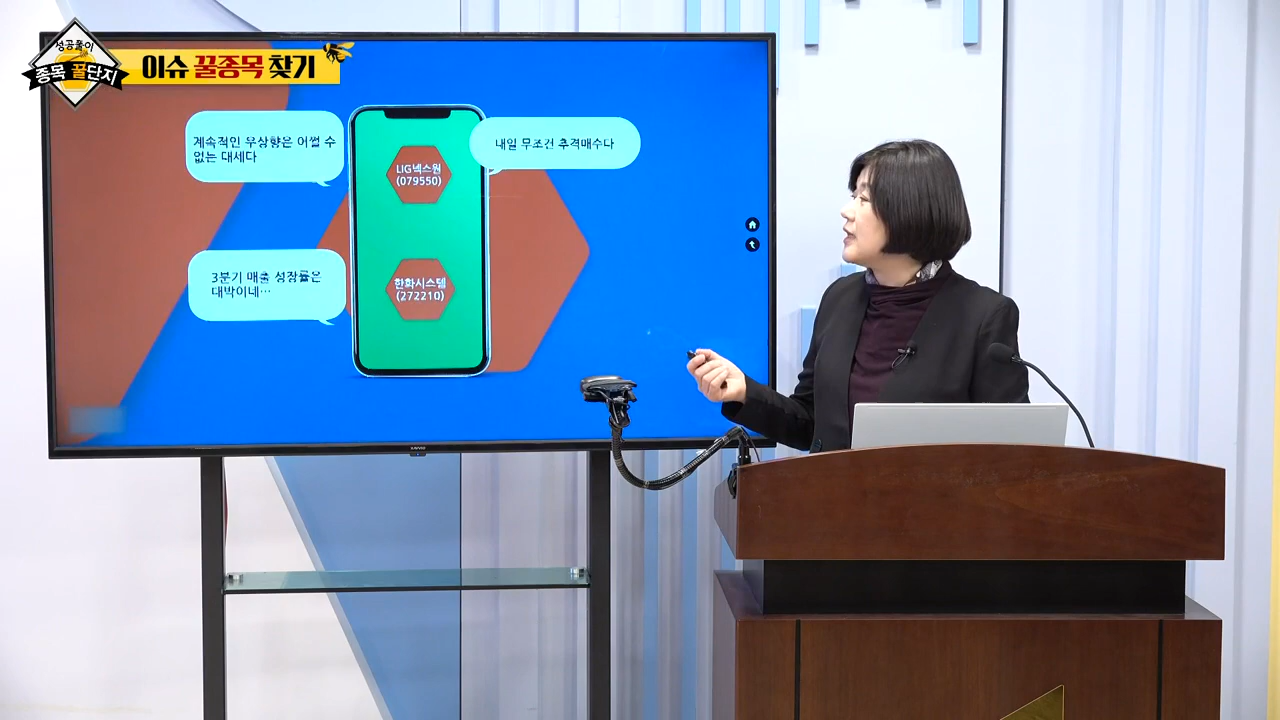 성공풀이
종목 꿀단지
이슈 꿀종목 찾기
계속적인 우상향은 어쩔 수
없는 대세다
내일 무조건 추격매수다
LIG넥스원
(079550)
3분기 매출 성장률은
대박이네…
한화시스템
(272210)